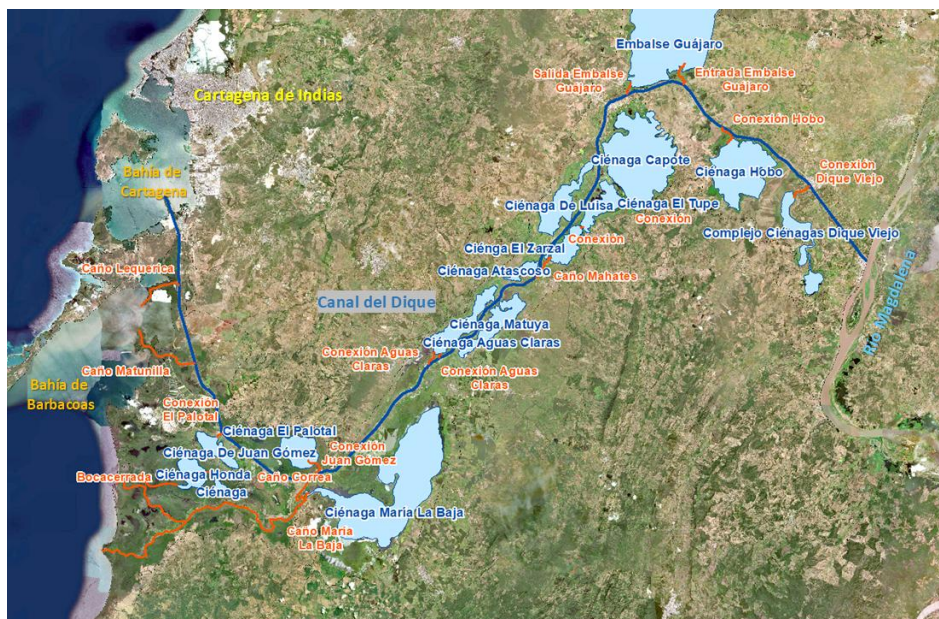 Embalse Guájaro
Salida Embalse
Guajaro
Entrada Embalse
Guájaro
Cartagena de Indias
Conexión Hobo
Ciénaga Capote
Ciénaga Hobo
Conexión
Dique Viejo
Bahía de
Cartagena
Ciénaga De Luisa
Ciénaga El Tupe
Conexión
Conexión
Complejo Ciénagas Dique Viejo
Ciénga El Zarzal
Ciénaga Atascoso
Caño Mahates
Caño Lequerica
Canal del Dique
Río Magdalena
Ciénaga Matuya
Ciénaga Aguas Claras
Conexión Aguas
Claras
Conexión Aguas
Claras
Caño Matunilla
Bahía de
Barbacoas
Conexión
El Palotal
Ciénaga El Palotal
Ciénaga De Juan Gómez
Conexión
Juan Gómez
Bocacerrada
Ciénaga Honda
Caño Correa
Ciénaga
Ciénaga Maria La Baja
Caño Maria
La Baja